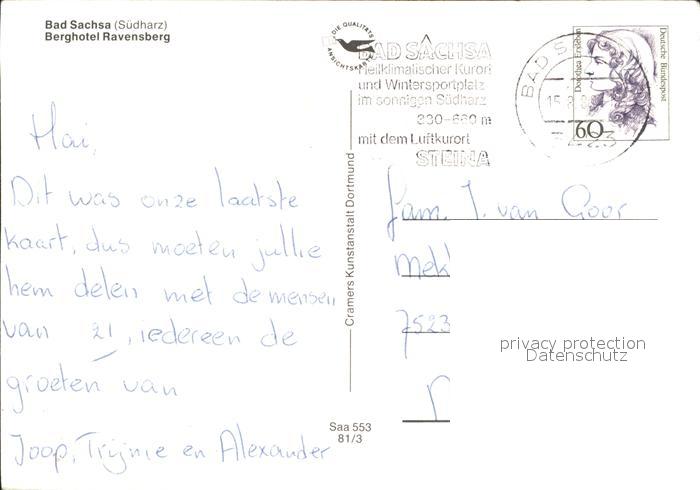 Bad Sachsa (Südharz)
Berghotel Ravensberg
DIE QUALITÄTS
ANSICHTSKARTE
BAD SACHSA
Heilklimatischer Kurort
und Wintersportplatz
im sonnigen Südharz
330-660 m
mit dem Luftkurort
STEINA
BAD
Dorothea Erxleben
Deutsche Bundespost
60
Hai,
Dit was onze laatste
kaart, dus moeten jullie
hem delen met de mensen
van 21, iedereen de
groeten van
Joop, Trijnie en Alexander
Cramers Kunstanstalt Dortmund
Saa 553
81/3
Fam. J. van Goor
Mek
7523
privacy protection
Datenschutz